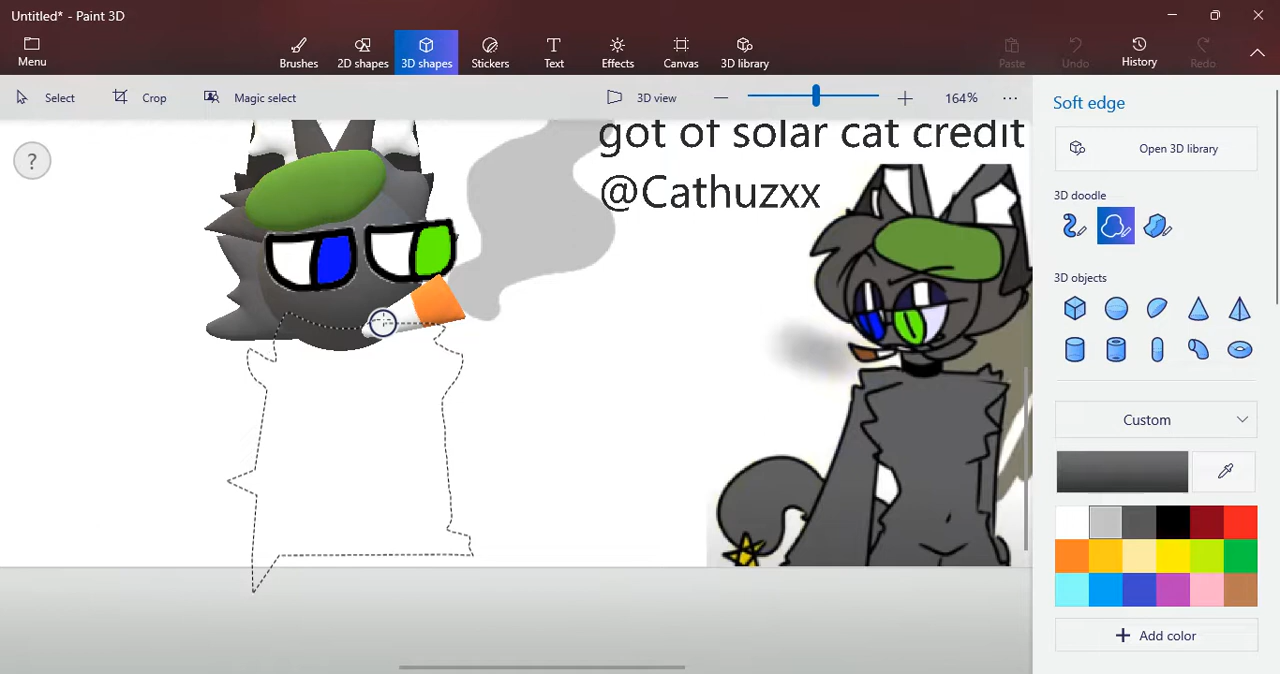 Untitled* - Paint 3D
Menu
Brushes
2D shapes
3D shapes
Stickers
Text
Effects
Canvas
3D library
Paste
Undo
History
Redo
Select
Crop
Magic select
3D view
164%
?
got of solar cat credit
@Cathuzxx
Soft edge
Open 3D library
3D doodle
3D objects
Custom
Add color